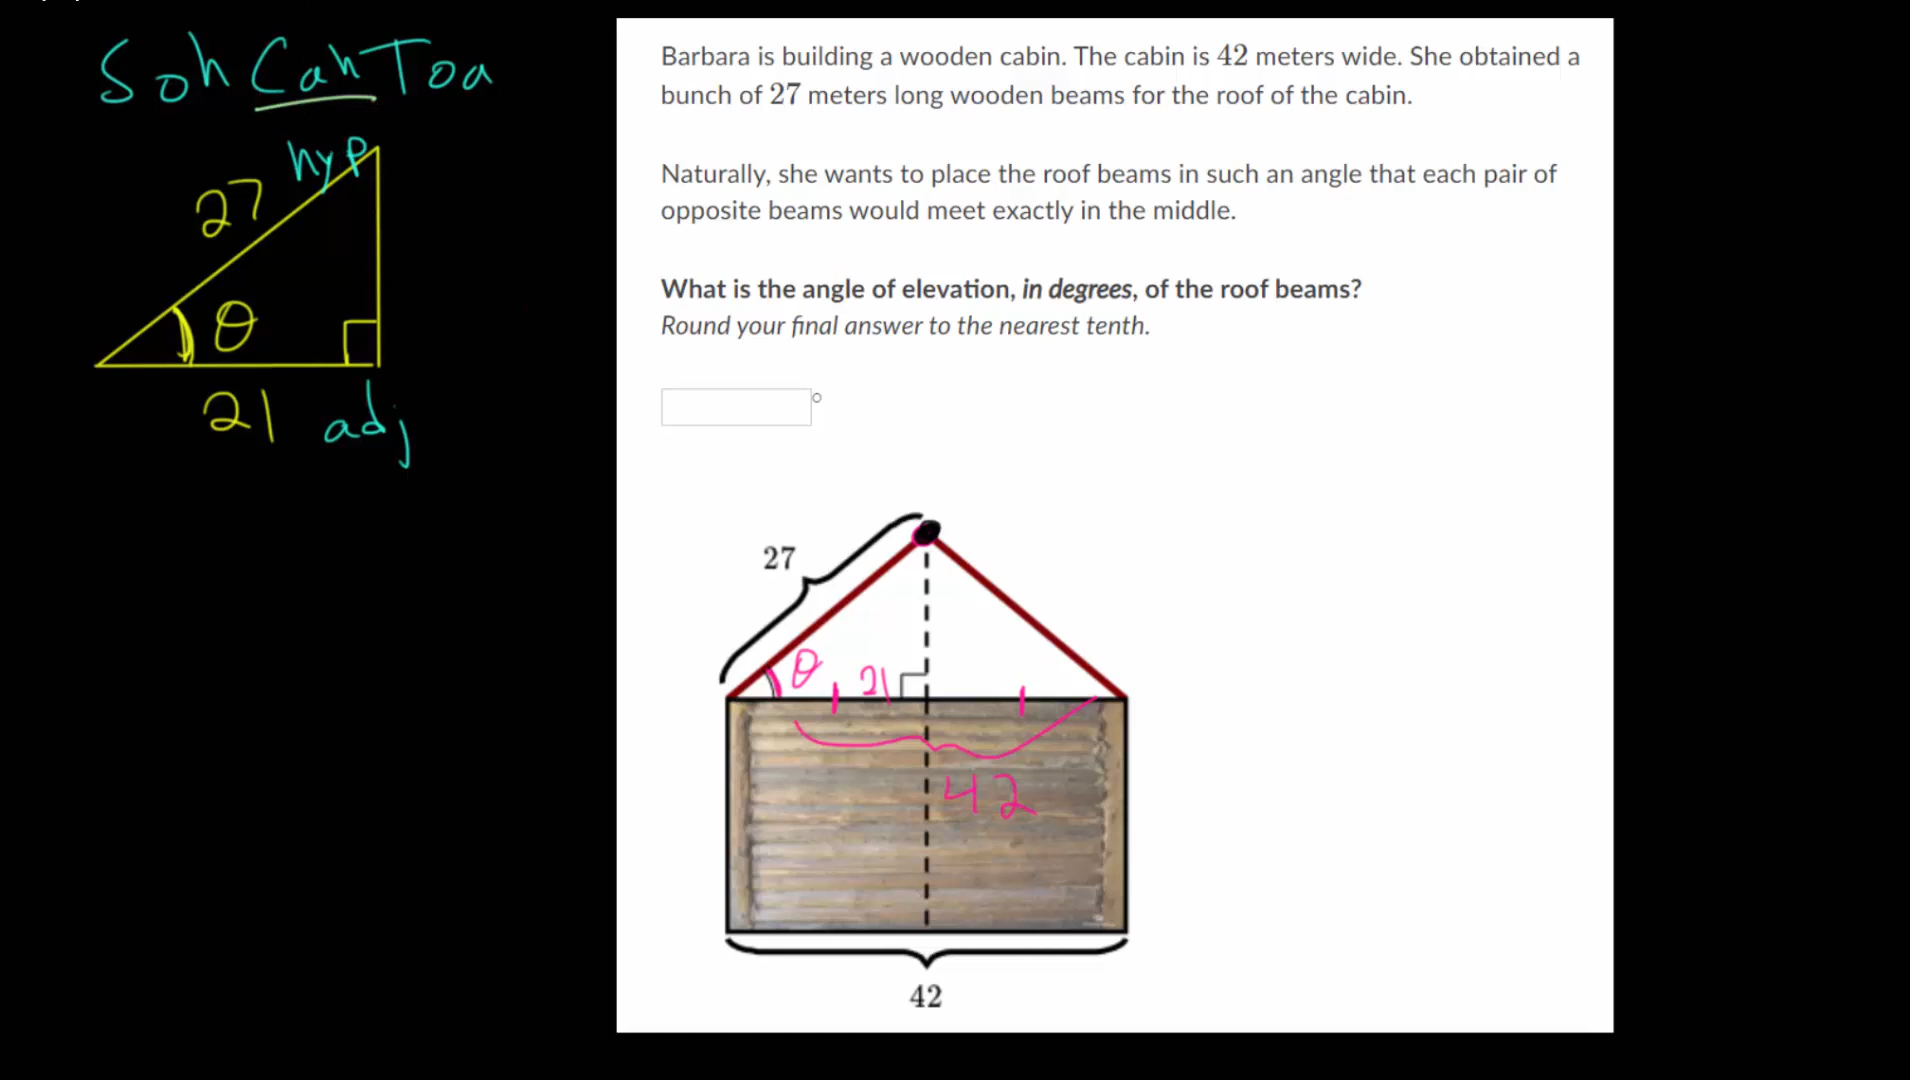 Soh Cah Toa
hyp
27
θ
21 adj
Barbara is building a wooden cabin. The cabin is 42 meters wide. She obtained a
bunch of 27 meters long wooden beams for the roof of the cabin.
Naturally, she wants to place the roof beams in such an angle that each pair of
opposite beams would meet exactly in the middle.
What is the angle of elevation, in degrees, of the roof beams?
Round your final answer to the nearest tenth.
°
27
θ 21
42
42